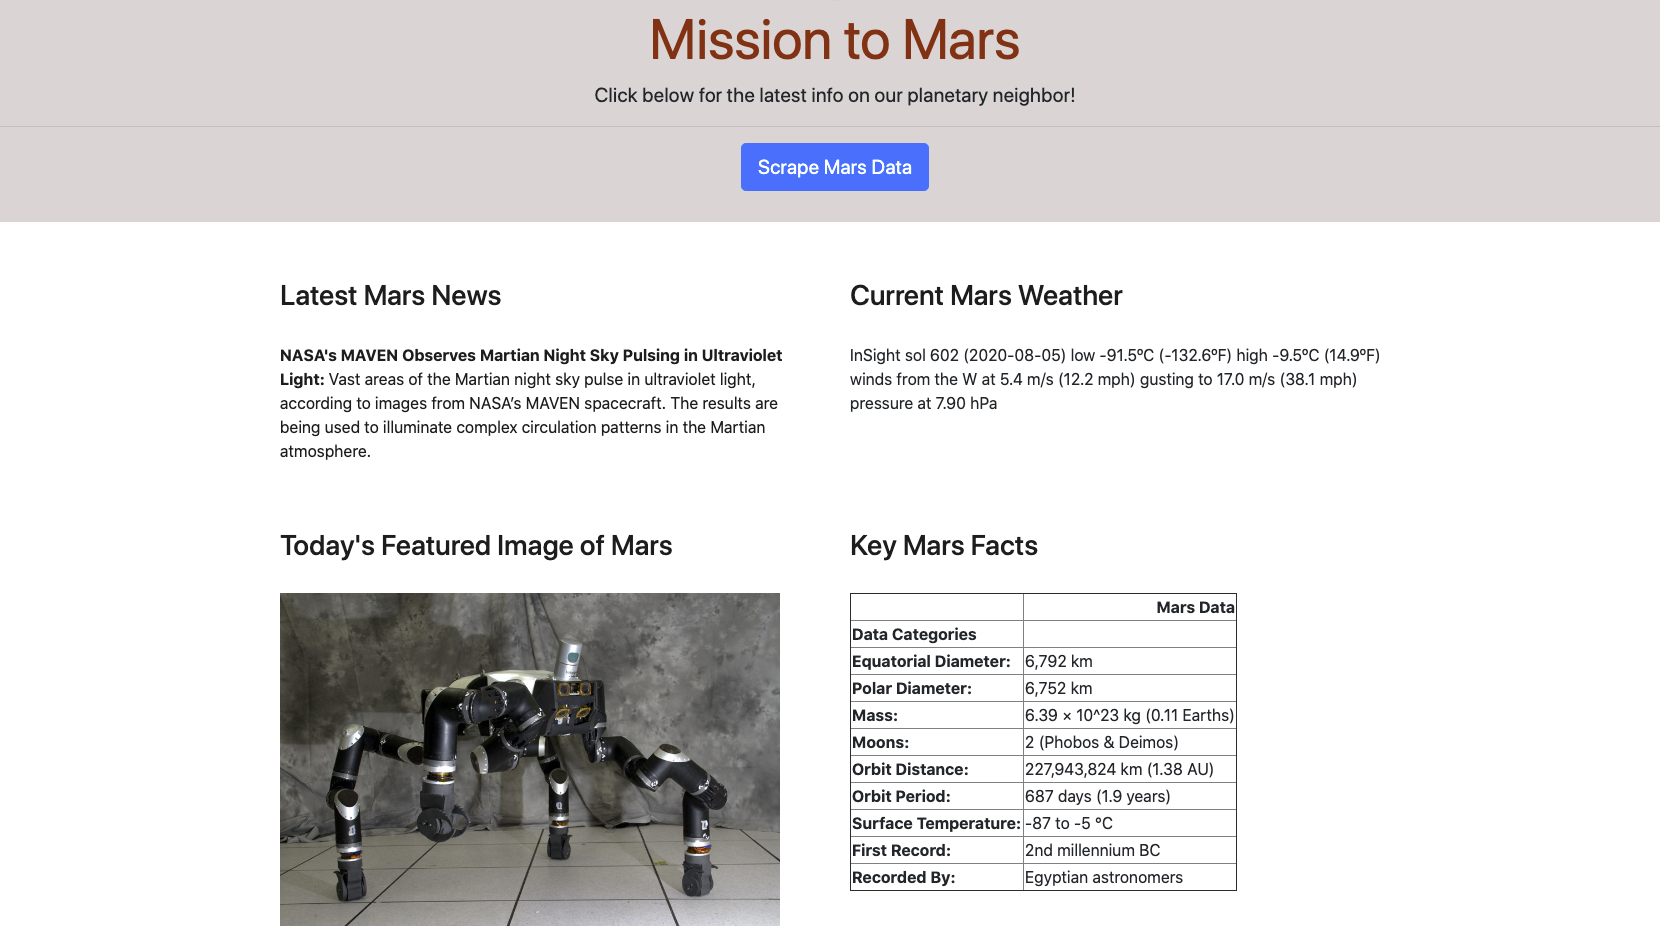 Mission to Mars
Click below for the latest info on our planetary neighbor!
Scrape Mars Data
Latest Mars News
NASA's MAVEN Observes Martian Night Sky Pulsing in Ultraviolet
Light: Vast areas of the Martian night sky pulse in ultraviolet light,
according to images from NASA’s MAVEN spacecraft. The results are
being used to illuminate complex circulation patterns in the Martian
atmosphere.
Current Mars Weather
InSight sol 602 (2020-08-05) low -91.5ºC (-132.6ºF) high -9.5ºC (14.9ºF)
winds from the W at 5.4 m/s (12.2 mph) gusting to 17.0 m/s (38.1 mph)
pressure at 7.90 hPa
Today's Featured Image of Mars
Key Mars Facts
Mars Data
Data Categories
Equatorial Diameter: 6,792 km
Polar Diameter: 6,752 km
Mass: 6.39 × 10^23 kg (0.11 Earths)
Moons: 2 (Phobos & Deimos)
Orbit Distance: 227,943,824 km (1.38 AU)
Orbit Period: 687 days (1.9 years)
Surface Temperature: -87 to -5 °C
First Record: 2nd millennium BC
Recorded By: Egyptian astronomers